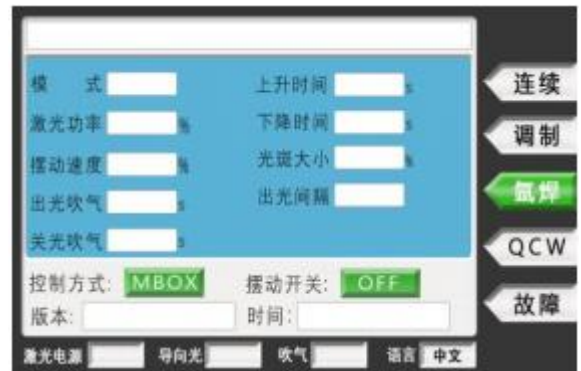 模 式 上升时间 s 连续
激光功率 % 下降时间 s 调制
摆动速度 % 光斑大小 %
出光吹气 s 出光间隔 氩焊
关光吹气 s QCW
控制方式: MBOX 摆动开关: OFF
版本: 时间: 故障
激光电源 导向光 吹气 语言 中文